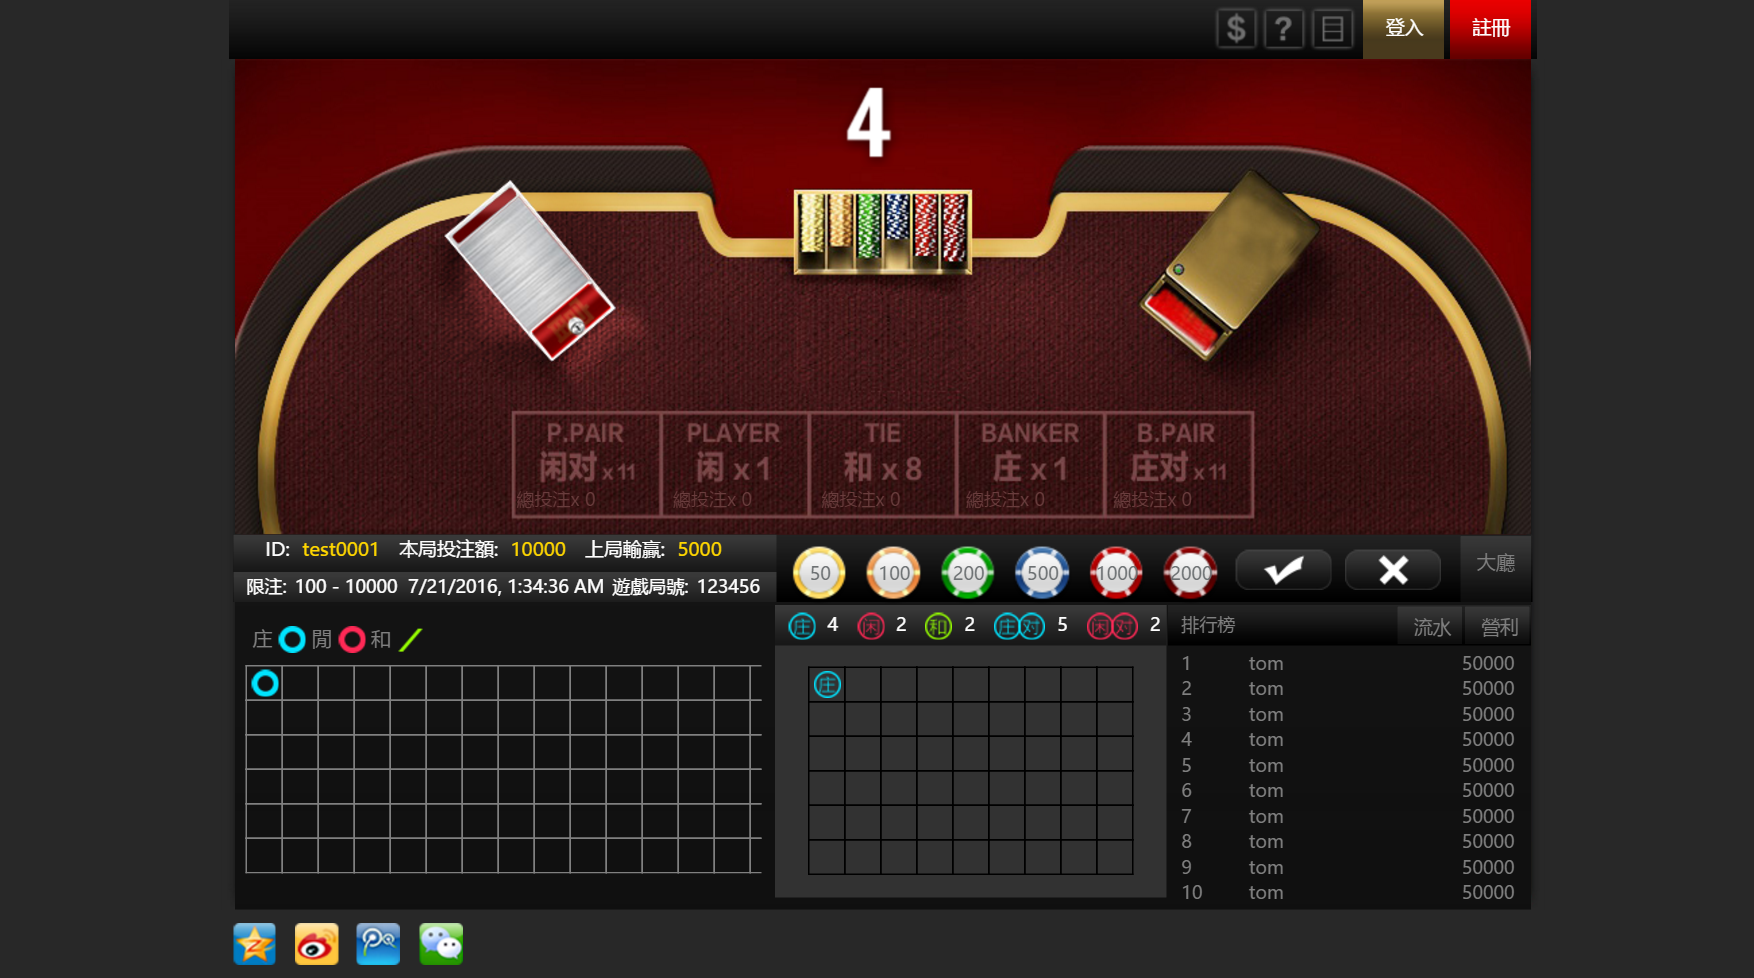 $ ? 登入 註冊
4
P.PAIR PLAYER TIE BANKER B.PAIR
闲对 x 11 闲 x 1 和 x 8 庄 x 1 庄对 x 11
總投注x 0 總投注x 0 總投注x 0 總投注x 0 總投注x 0
ID: test0001 本局投注額: 10000 上局輸贏: 5000
限注: 100 - 10000 7/21/2016, 1:34:36 AM 遊戲局號: 123456
50 100 200 500 1000 2000 大廳
庄 4 闲 2 和 2 庄对 5 闲对 2
排行榜 流水 營利
庄 閒 和
庄
1 tom 50000
2 tom 50000
3 tom 50000
4 tom 50000
5 tom 50000
6 tom 50000
7 tom 50000
8 tom 50000
9 tom 50000
10 tom 50000